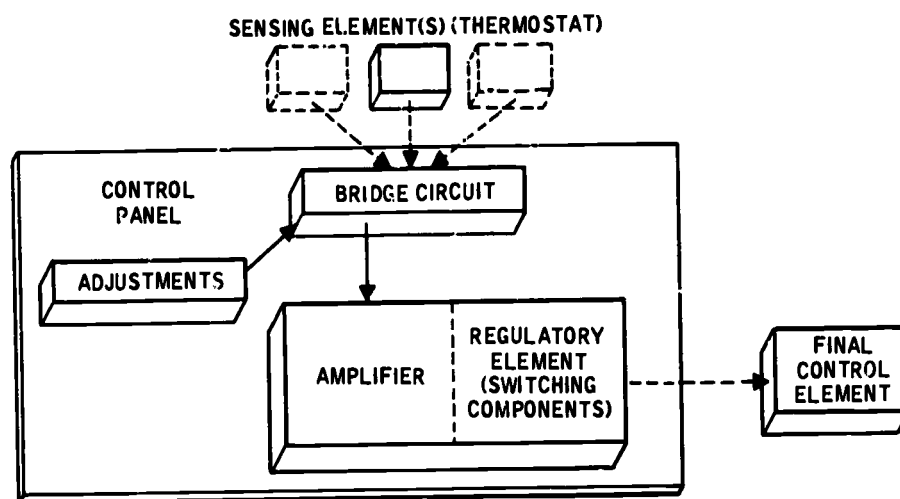 SENSING ELEMENT(S) (THERMOSTAT)
CONTROL
PANEL
BRIDGE CIRCUIT
ADJUSTMENTS
AMPLIFIER
REGULATORY
ELEMENT
(SWITCHING
COMPONENTS)
FINAL
CONTROL
ELEMENT